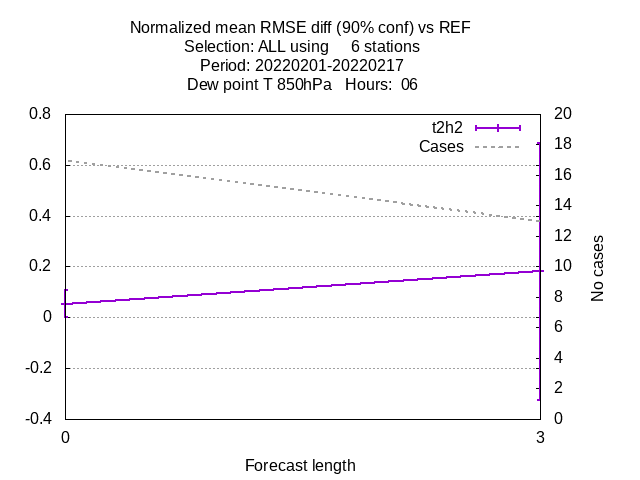 Normalized mean RMSE diff (90% conf) vs REF
Selection: ALL using     6 stations
Period: 20220201-20220217
Dew point T 850hPa   Hours:  06
t2h2
Cases
0.8
0.6
0.4
0.2
0
-0.2
-0.4
20
18
16
14
12
10
8
6
4
2
0
No cases
0
3
Forecast length